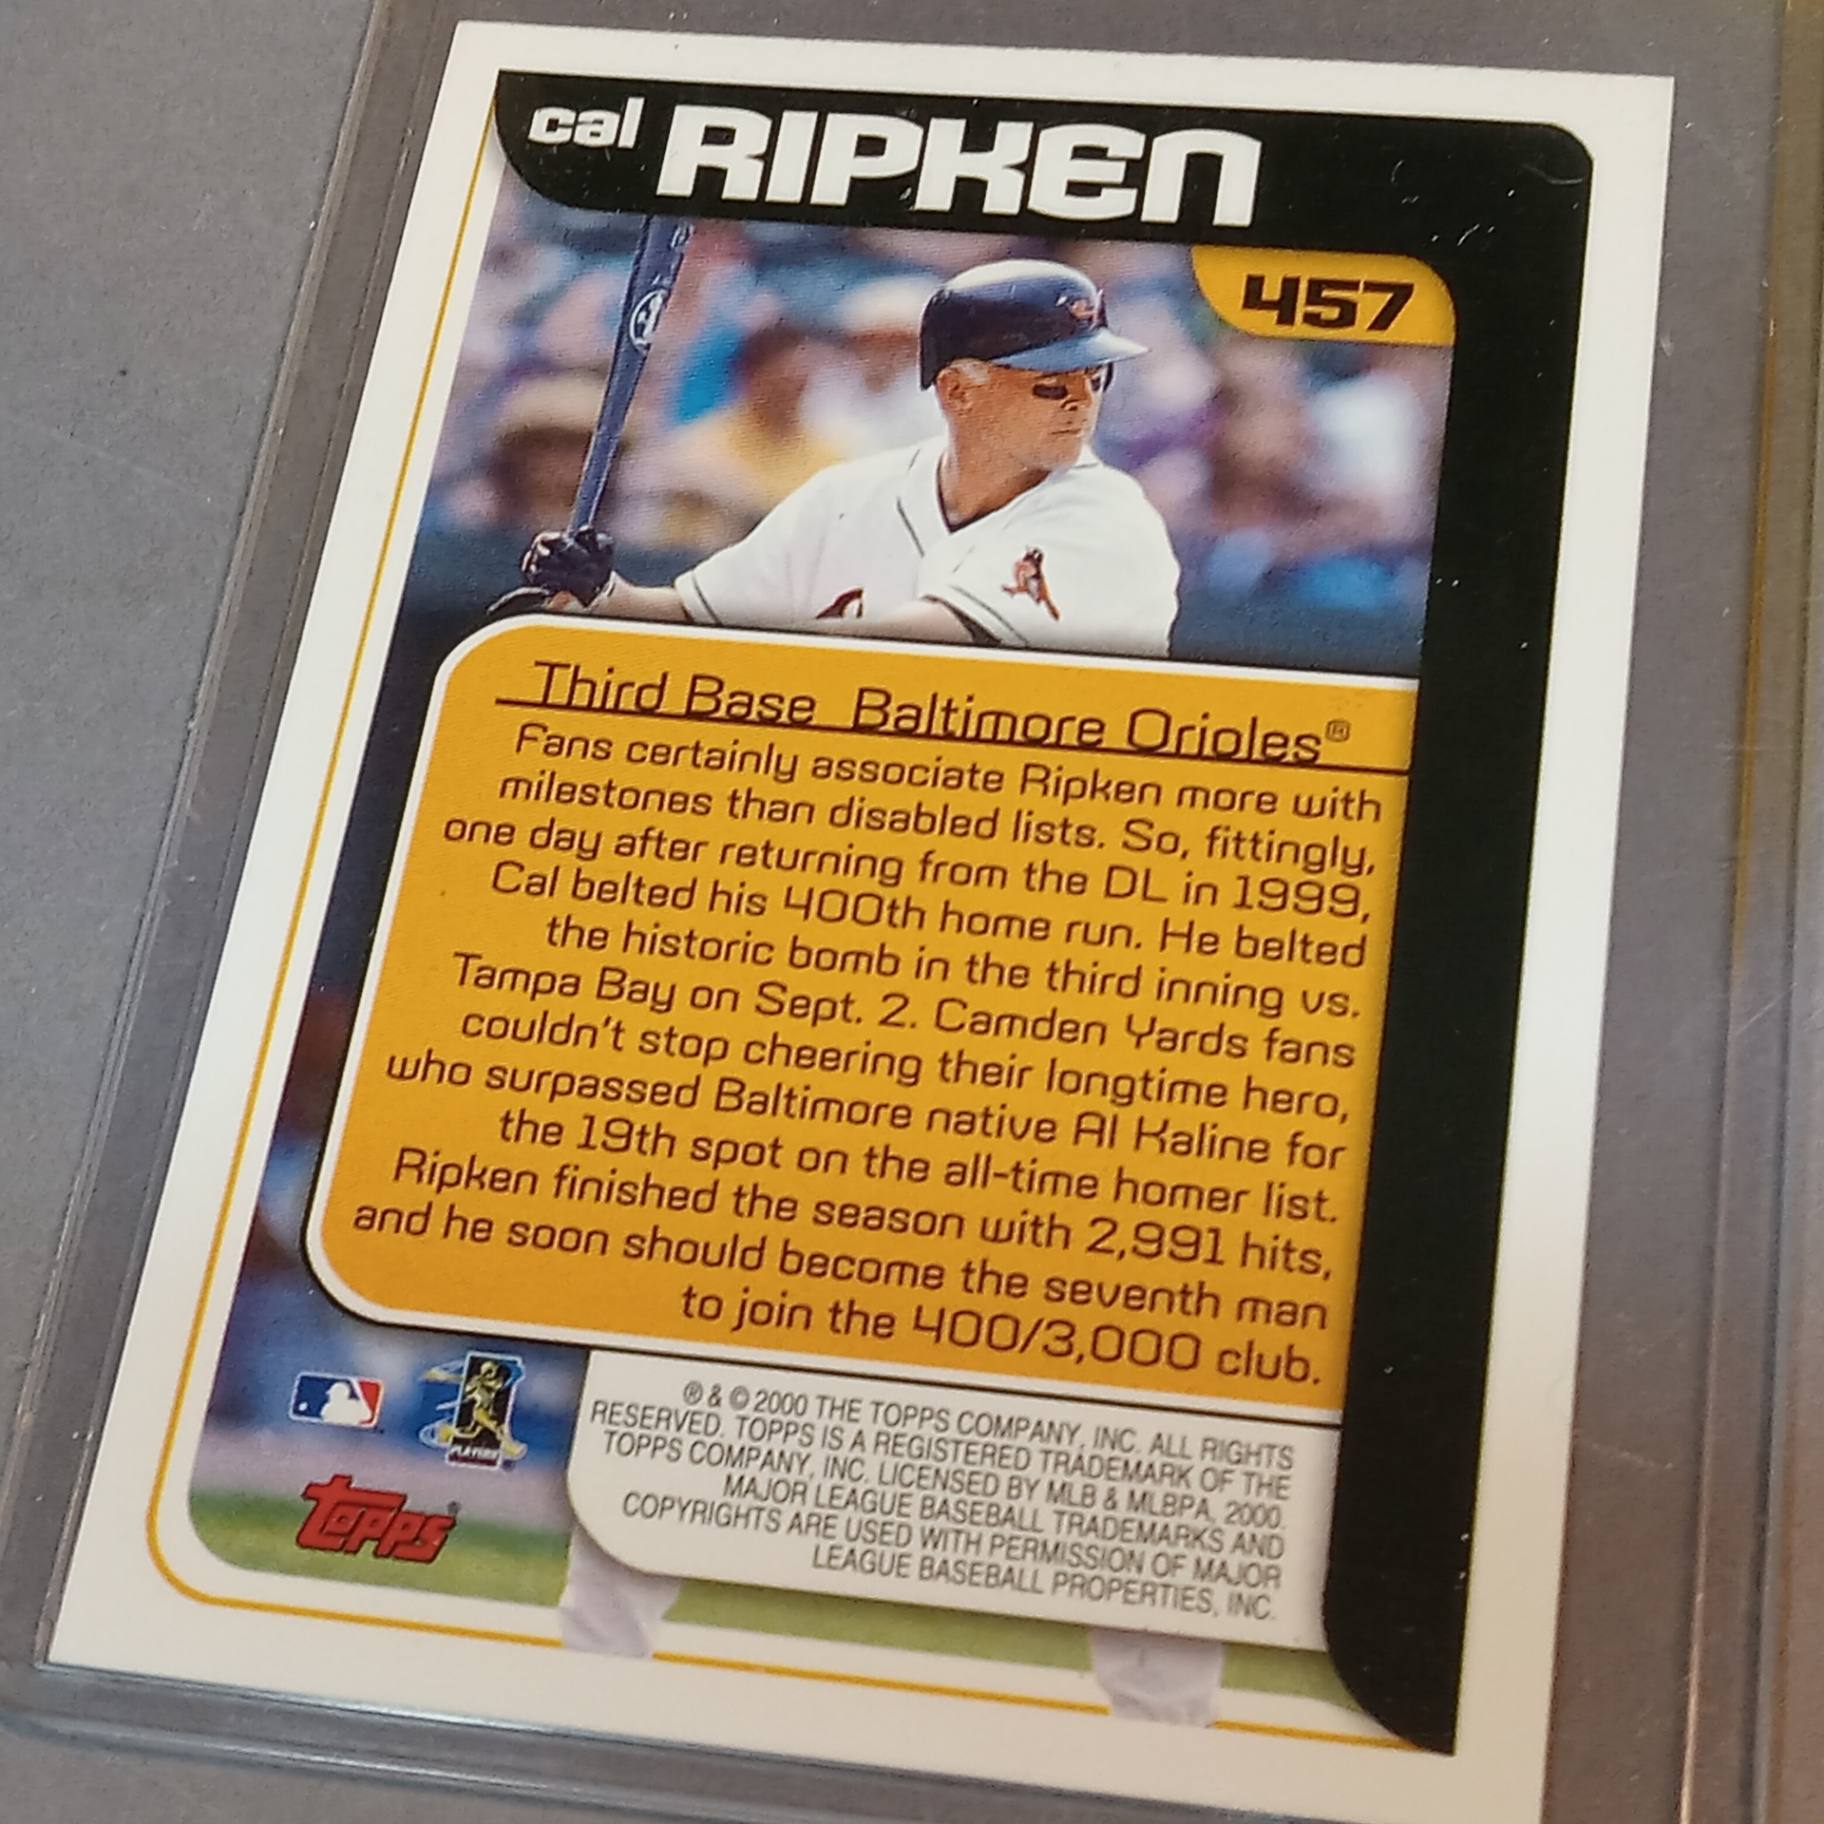 cal RIPKEN
457
Third Base Baltimore Orioles®
Fans certainly associate Ripken more with
milestones than disabled lists. So, fittingly,
one day after returning from the DL in 1999,
Cal belted his 400th home run. He belted
the historic bomb in the third inning vs.
Tampa Bay on Sept. 2. Camden Yards fans
couldn't stop cheering their longtime hero,
who surpassed Baltimore native Al Kaline for
the 19th spot on the all-time homer list.
Ripken finished the season with 2,991 hits,
and he soon should become the seventh man
to join the 400/3,000 club.
® & © 2000 THE TOPPS COMPANY, INC. ALL RIGHTS
RESERVED. TOPPS IS A REGISTERED TRADEMARK OF THE
TOPPS COMPANY, INC. LICENSED BY MLB & MLBPA, 2000.
MAJOR LEAGUE BASEBALL TRADEMARKS AND
COPYRIGHTS ARE USED WITH PERMISSION OF MAJOR
LEAGUE BASEBALL PROPERTIES, INC.
PLAYERS
Topps®